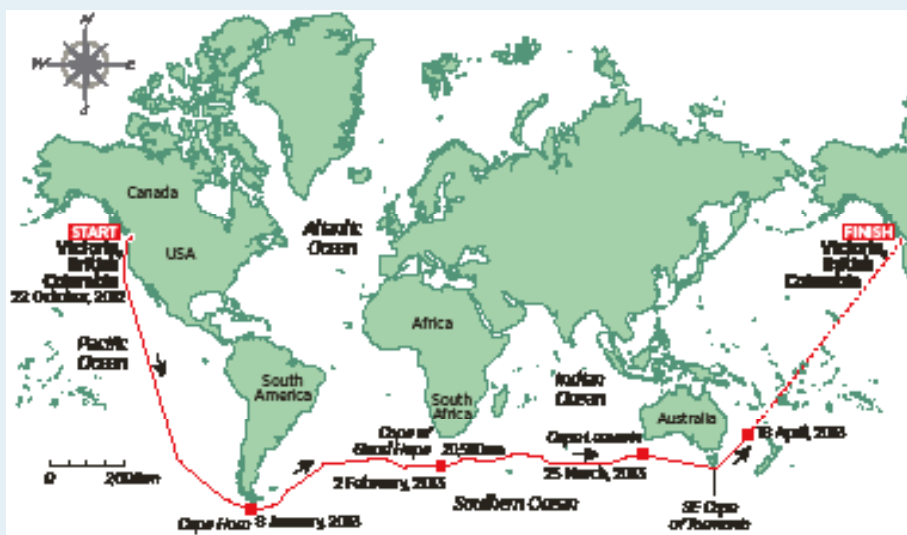 N
W
E
S
Canada
START
Victoria,
British
Columbia
22 October, 2012
USA
Atlantic
Ocean
FINISH
Victoria,
British
Columbia
Pacific
Ocean
Africa
South
America
South
Africa
Indian
Ocean
Australia
Cape of
Good Hope
Cape Leeuwin
18 April, 2013
0
2 February, 2013
25 March, 2013
Southern Ocean
SE Cape
of Tasmania
Cape Horn 8 January, 2013